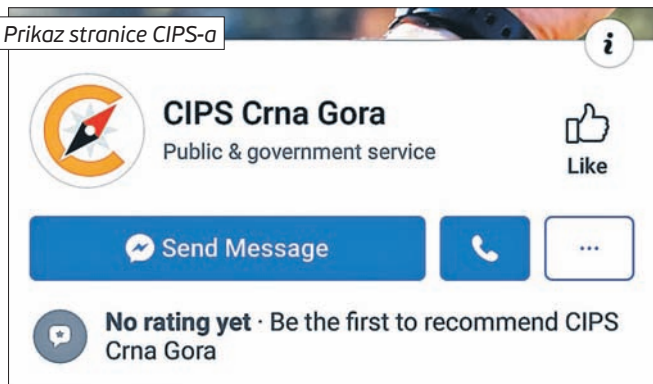 Prikaz stranice CIPS-a
CIPS Crna Gora
Public & government service
Like
Send Message
No rating yet · Be the first to recommend CIPS
Crna Gora